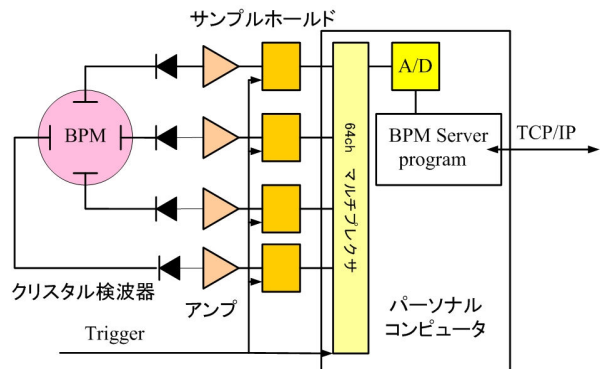 サンプルホールド
A/D
BPM
BPM Server
program
TCP/IP
64ch マルチプレクサ
クリスタル検波器
アンプ
パーソナル
コンピュータ
Trigger